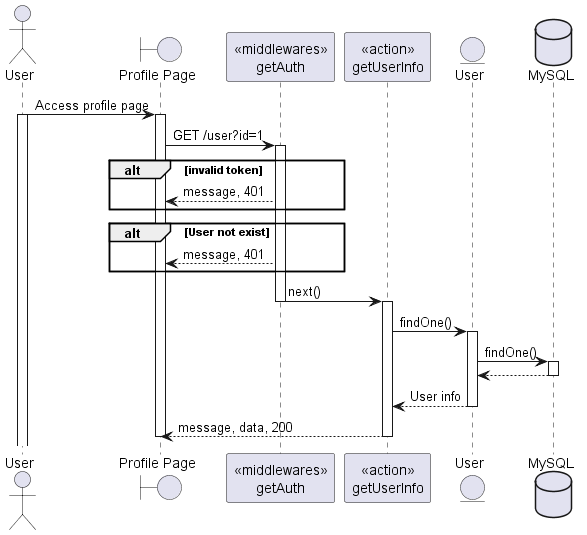 User
Profile Page
«middlewares»
getAuth
«action»
getUserInfo
User
MySQL
Access profile page
GET /user?id=1
alt
[invalid token]
message, 401
alt
[User not exist]
message, 401
next()
findOne()
findOne()
User info
message, data, 200
User
Profile Page
«middlewares»
getAuth
«action»
getUserInfo
User
MySQL